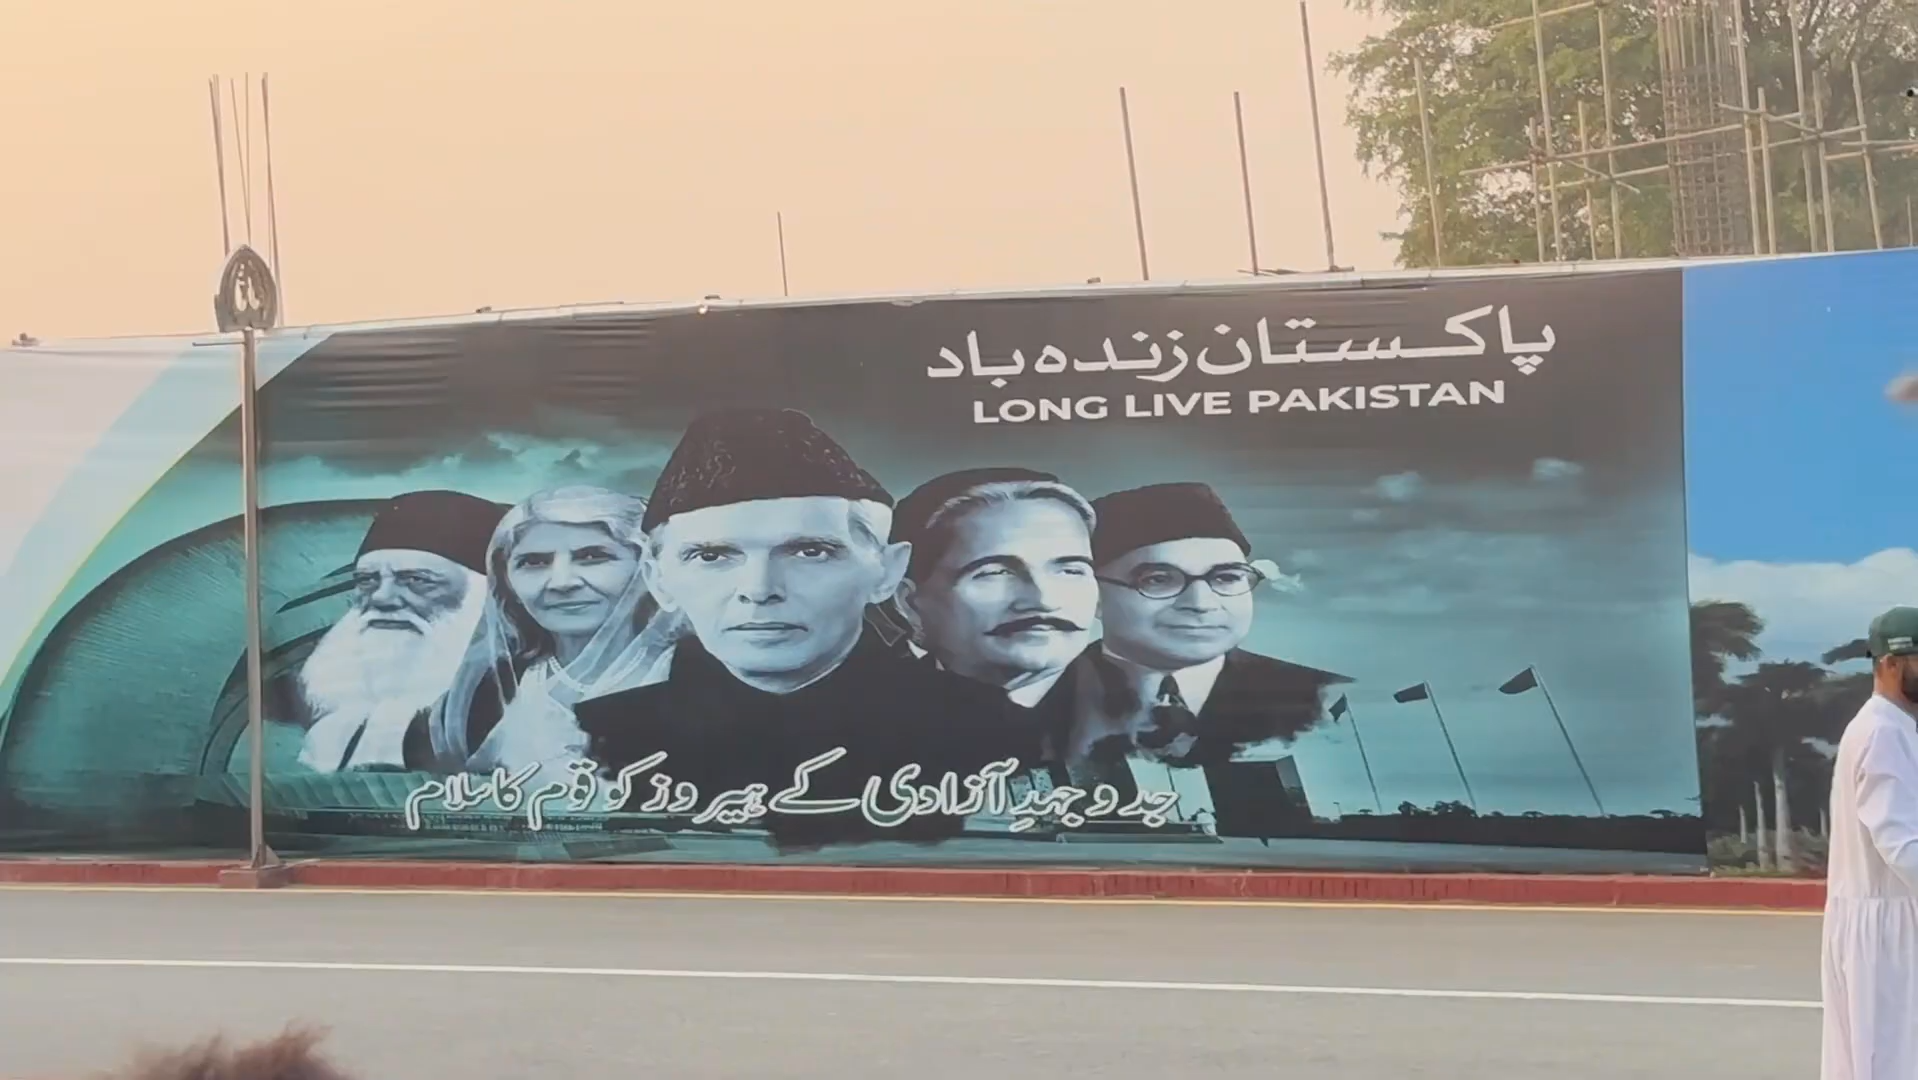 پاکستان زندہ باد
LONG LIVE PAKISTAN
جدوجہدِ آزادی کے ہیروز کو قوم کا سلام